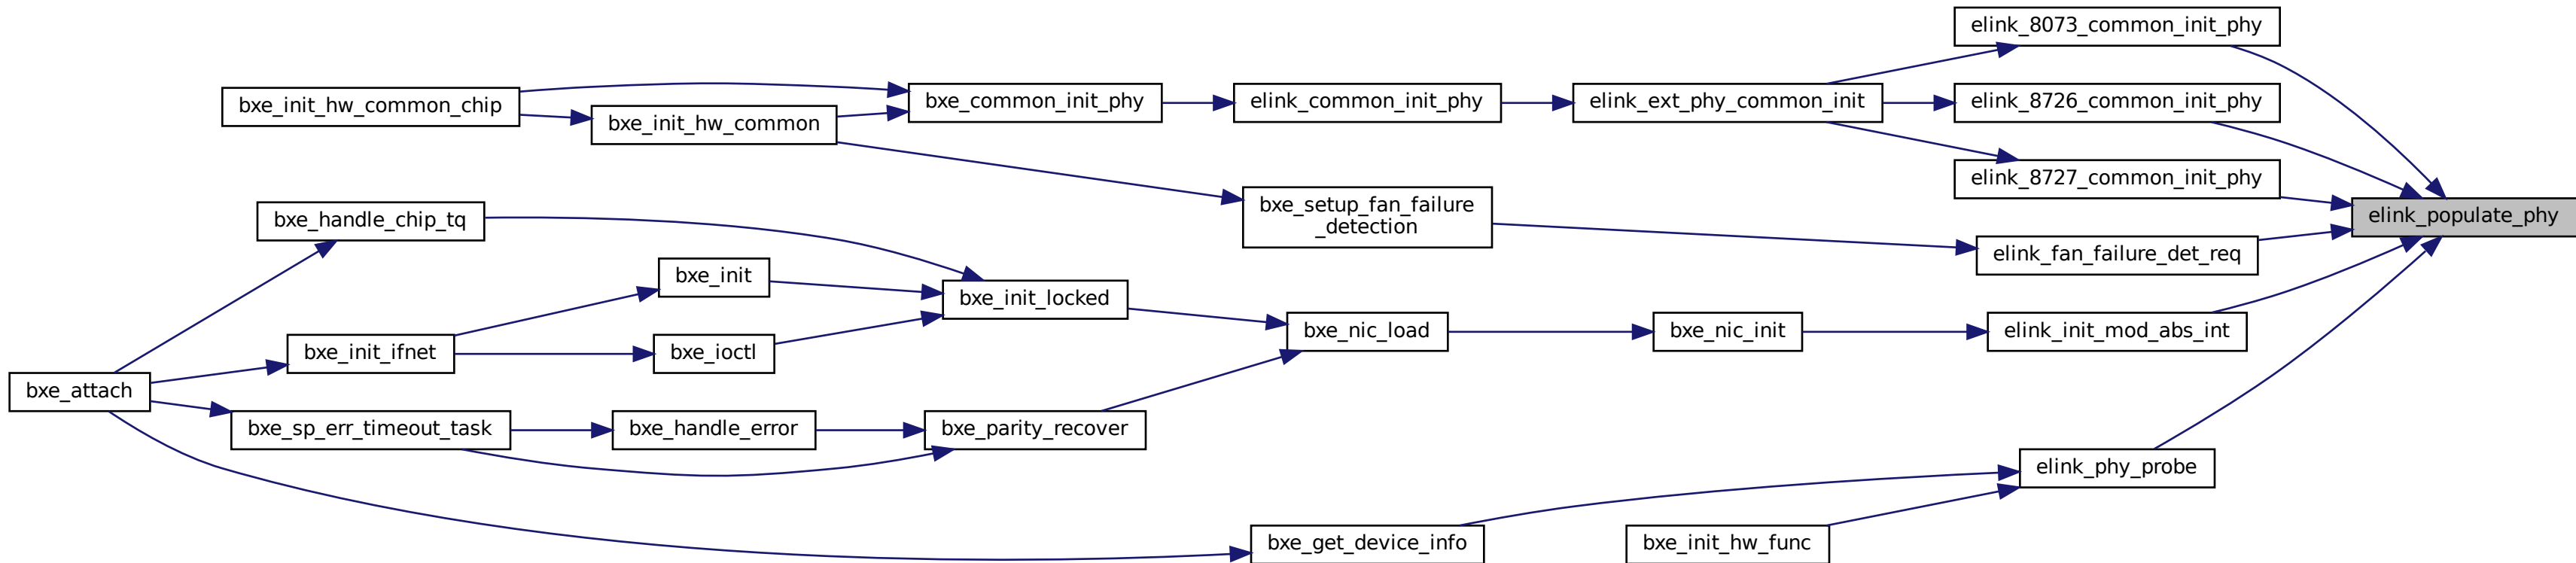 elink_8073_common_init_phy
bxe_init_hw_common_chip
bxe_init_hw_common
bxe_common_init_phy
elink_common_init_phy
elink_ext_phy_common_init
elink_8726_common_init_phy
elink_8727_common_init_phy
elink_populate_phy
bxe_handle_chip_tq
bxe_setup_fan_failure
_detection
elink_fan_failure_det_req
bxe_init
bxe_init_locked
bxe_init_ifnet
bxe_ioctl
bxe_nic_load
bxe_nic_init
elink_init_mod_abs_int
bxe_attach
bxe_sp_err_timeout_task
bxe_handle_error
bxe_parity_recover
elink_phy_probe
bxe_get_device_info
bxe_init_hw_func